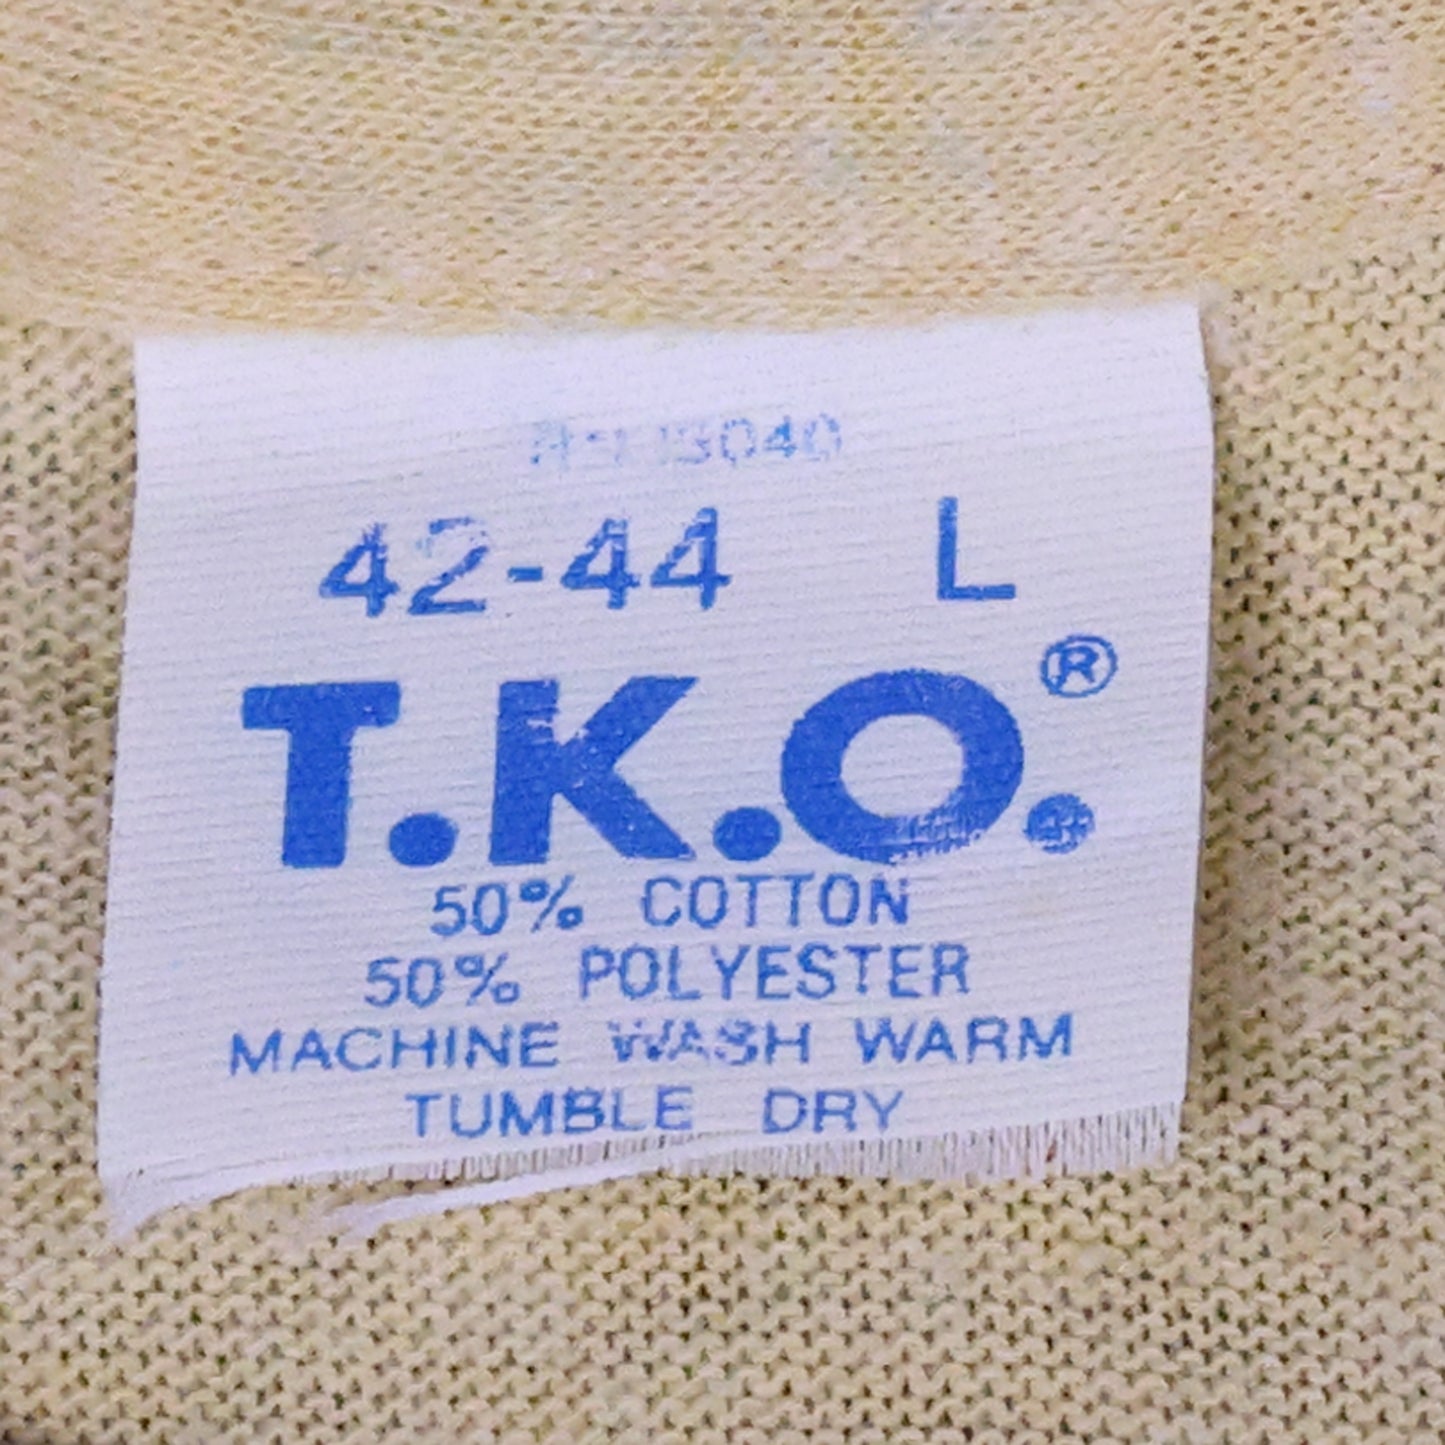 42-44 L
T.K.O.®
50% COTTON
50% POLYESTER
MACHINE WASH WARM
TUMBLE DRY